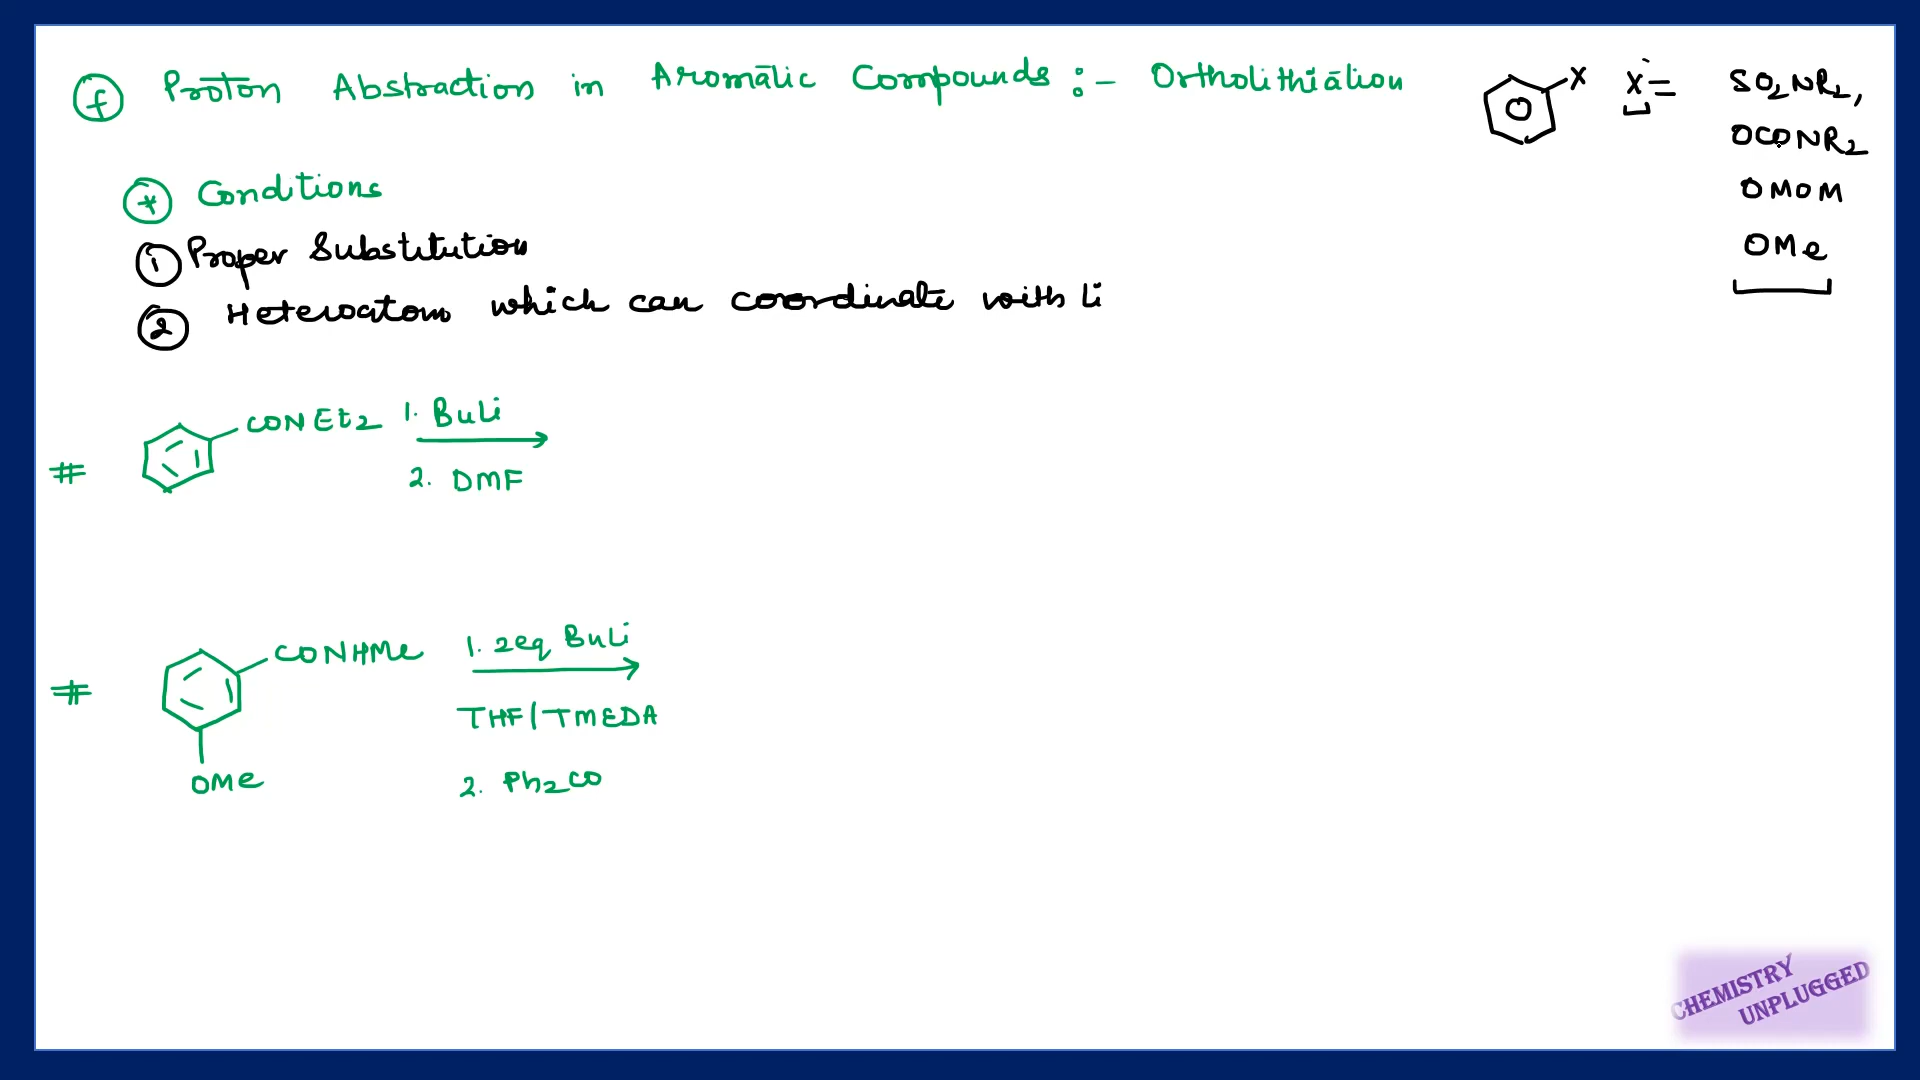 f Proton Abstraction in Aromatic Compounds :- Ortholithiation
X X = SO2NR2,
OCONR2
OMOM
OMe
* Conditions
1 Proper Substitution
2 Heteroatom which can coordinate with Li
# CONEt2 1. BuLi
2. DMF
# CONHMe 1. 2eq BuLi
THF/TMEDA
OMe 2. Ph2CO
CHEMISTRY
UNPLUGGED